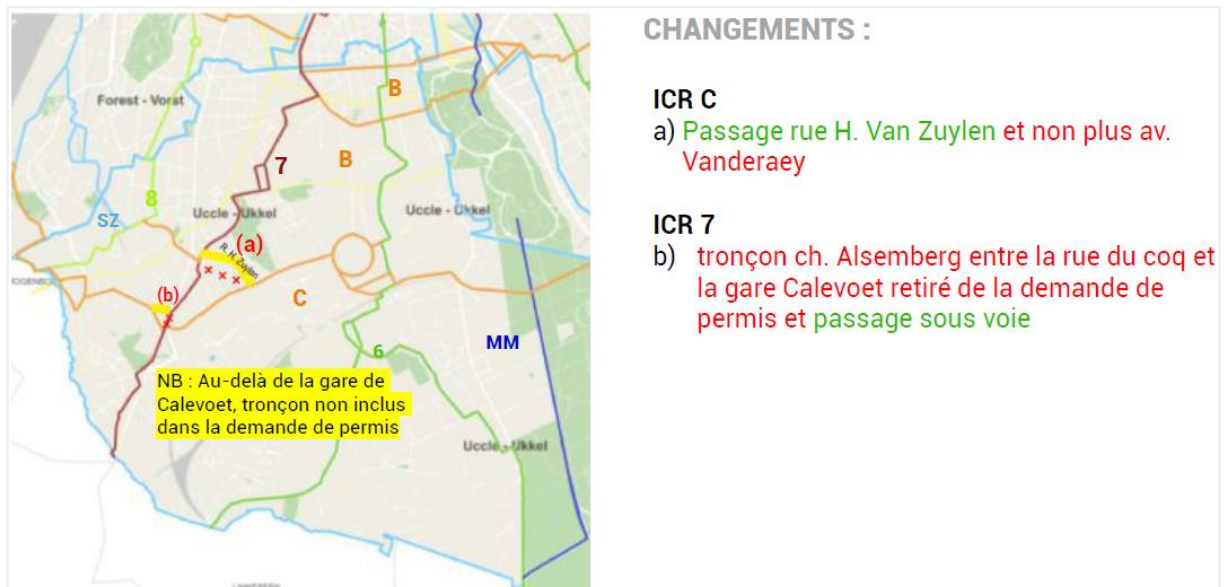 B
Forest - Vorst
7
B
8
SZ
Uccle - Ukkel
Uccle - Ukkel
(a)
R. H. Zuylen
(b)
C
MM
6
NB : Au-delà de la gare de
Calevoet, tronçon non inclus
dans la demande de permis
Uccle - Ukkel
CHANGEMENTS :
ICR C
a) Passage rue H. Van Zuylen et non plus av.
Vanderaey
ICR 7
b) tronçon ch. Alsemberg entre la rue du coq et
la gare Calevoet retiré de la demande de
permis et passage sous voie